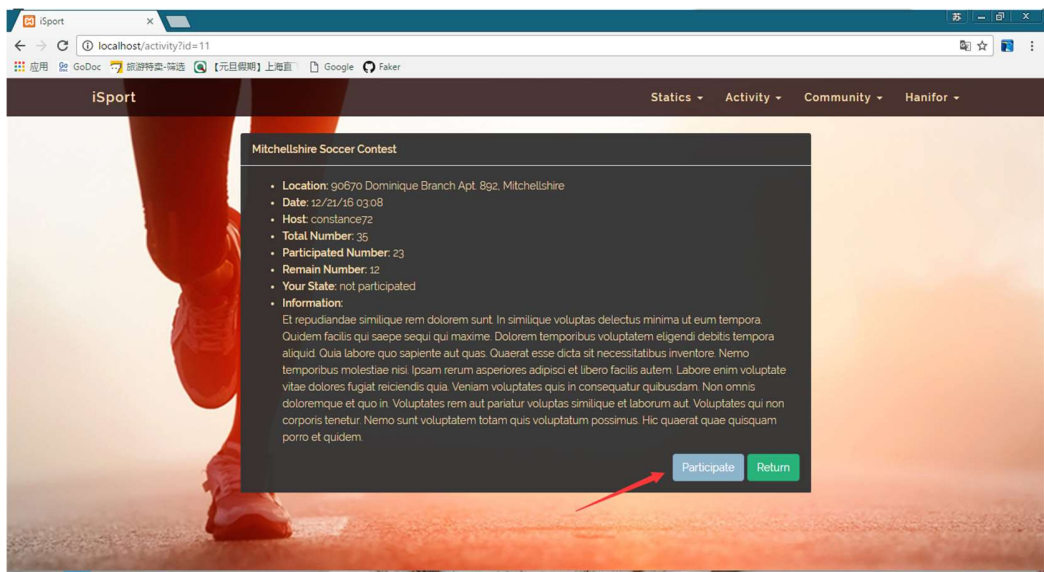 iSport
苏
localhost/activity?id=11
应用 GoDoc 旅游特卖-筛选 【元旦假期】上海直 Google Faker
iSport Statics Activity Community Hanifor
Mitchellshire Soccer Contest
Location: 90670 Dominique Branch Apt. 892, Mitchellshire
Date: 12/21/16 03:08
Host: constance72
Total Number: 35
Participated Number: 23
Remain Number: 12
Your State: not participated
Information:
Et repudiandae similique rem dolorem sunt. In similique voluptas delectus minima ut eum tempora.
Quidem facilis qui saepe sequi qui maxime. Dolorem temporibus voluptatem eligendi debitis tempora
aliquid. Quia labore quo sapiente aut quas. Quaerat esse dicta sit necessitatibus inventore. Nemo
temporibus molestiae nisi. Ipsam rerum asperiores adipisci et libero facilis autem. Labore enim voluptate
vitae dolores fugiat reiciendis quia. Veniam voluptates quis in consequatur quibusdam. Non omnis
doloremque et quo in. Voluptates rem aut pariatur voluptas similique et laborum aut. Voluptates qui non
corporis tenetur. Nemo sunt voluptatem totam quis voluptatum possimus. Hic quaerat quae quisquam
porro et quidem.
Participate Return